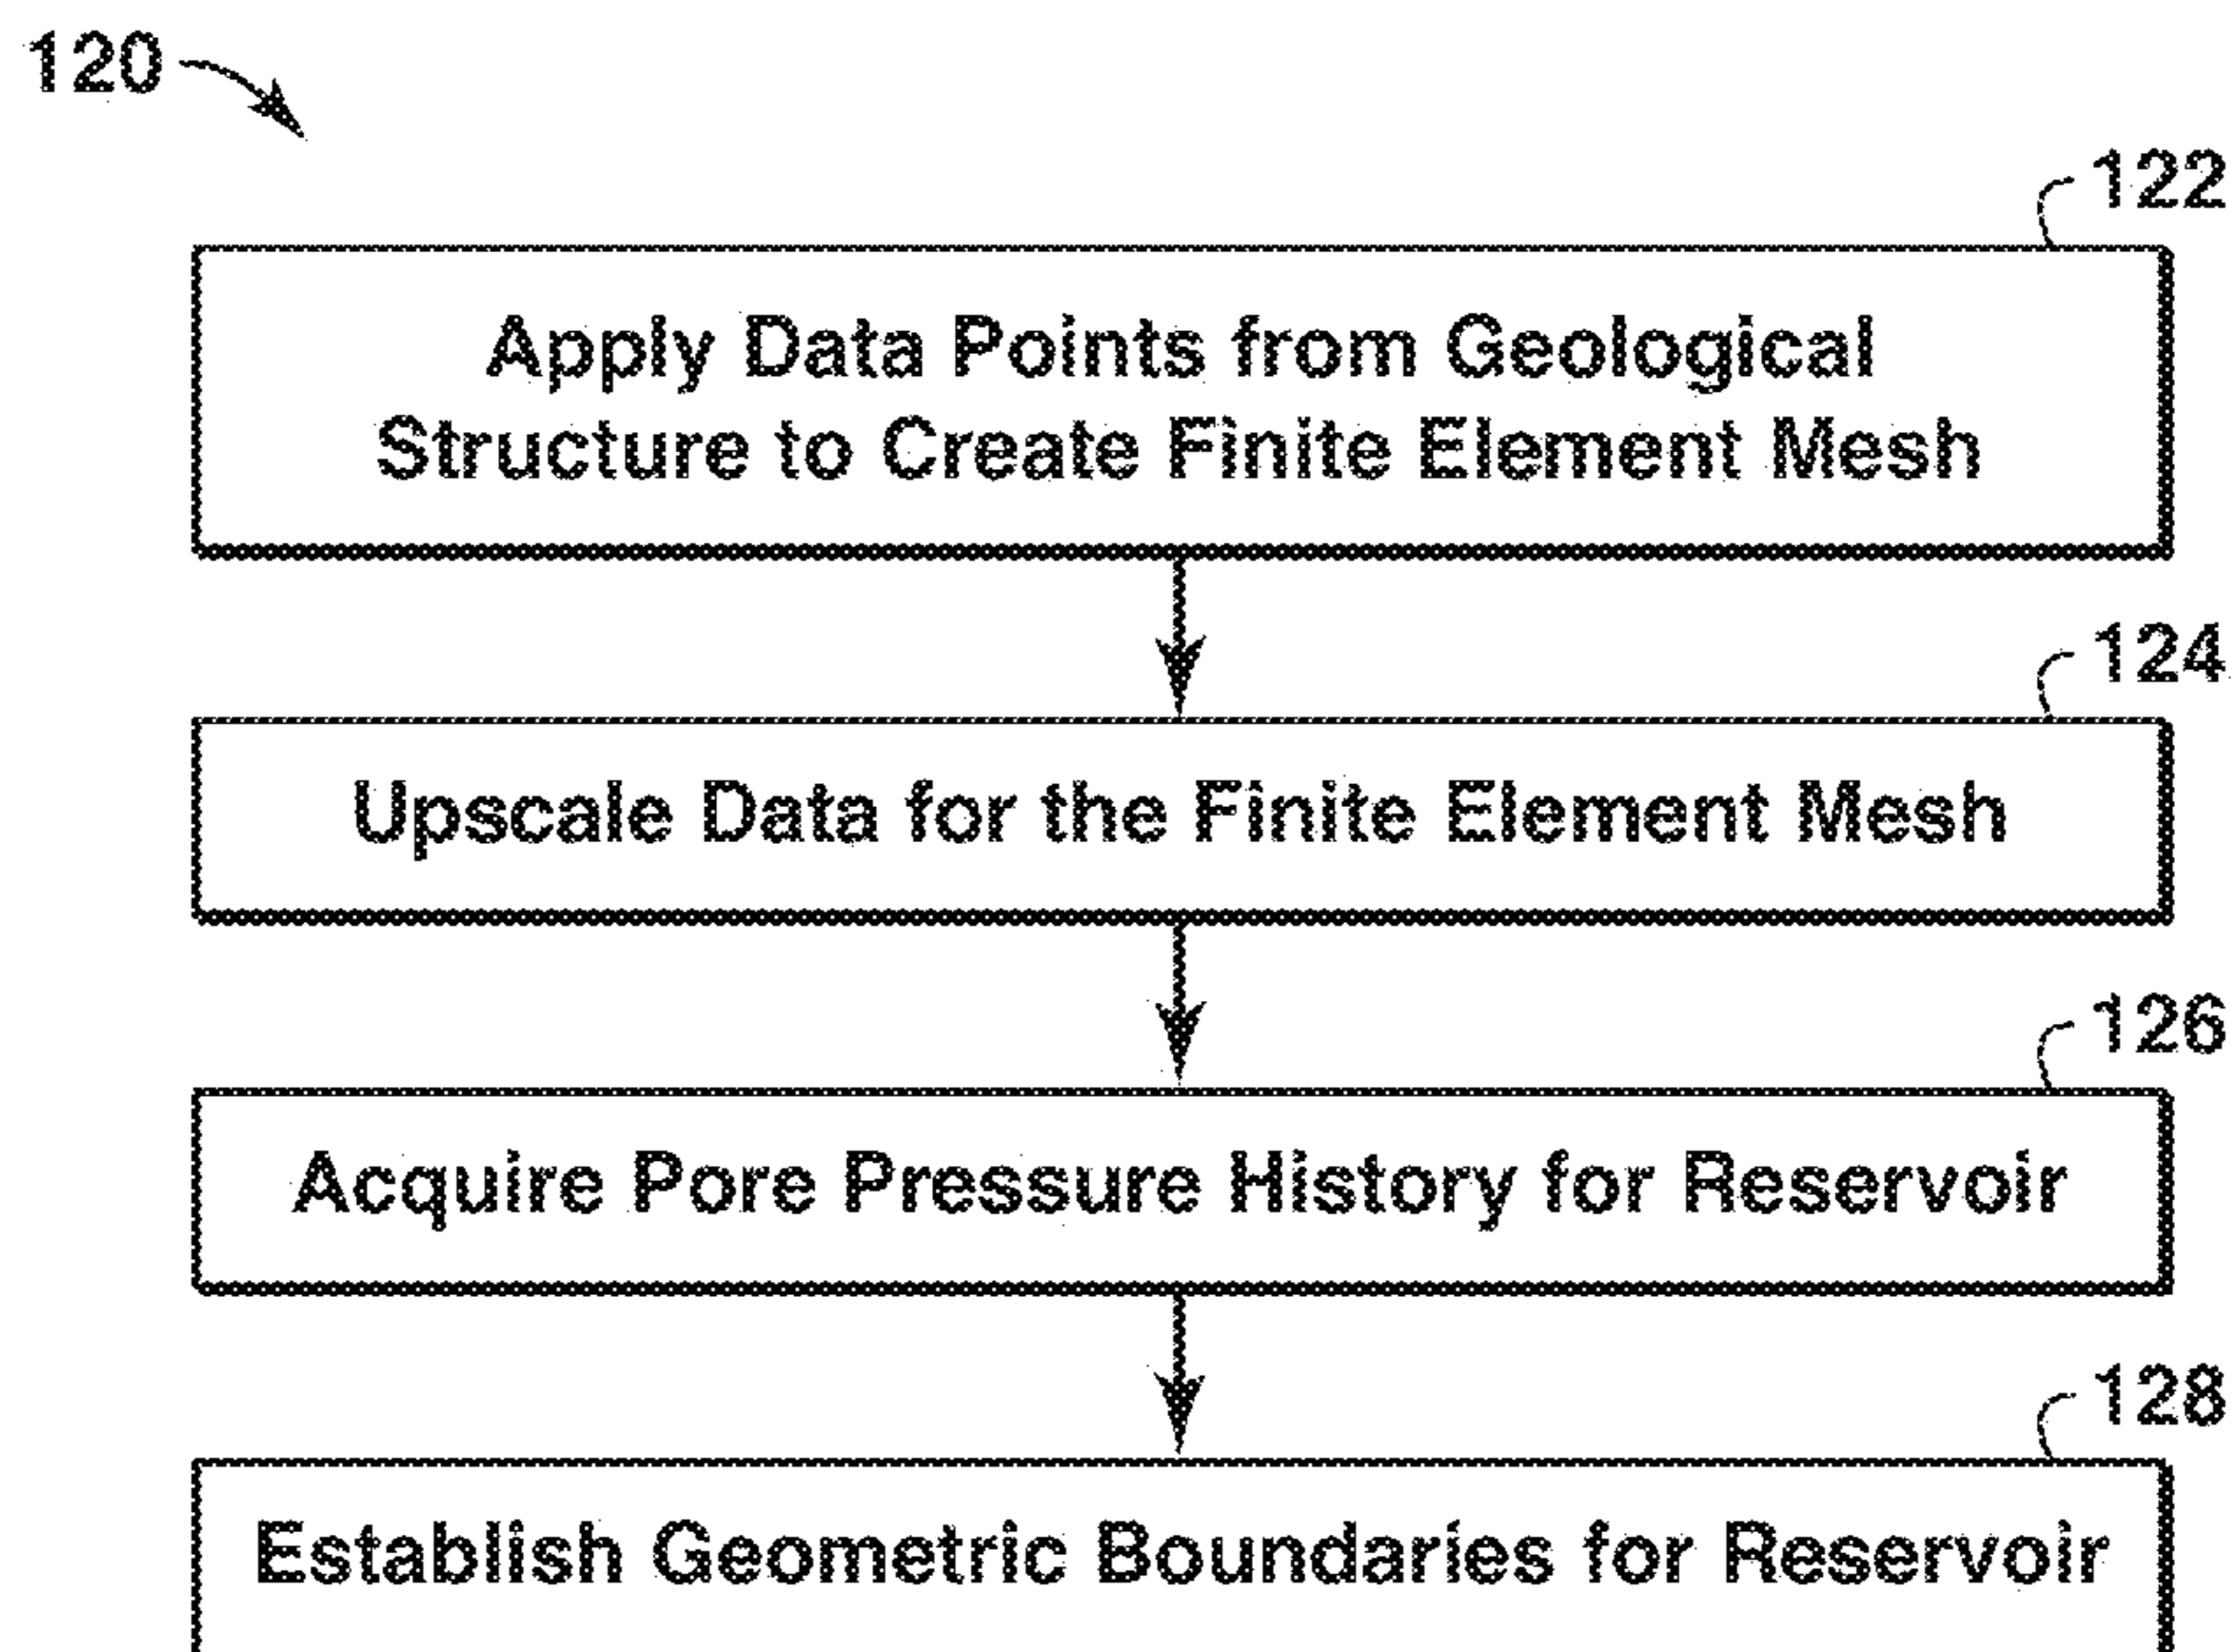 120
122
Apply Data Points from Geological
Structure to Create Finite Element Mesh
124
Upscale Data for the Finite Element Mesh
126
Acquire Pore Pressure History for Reservoir
128
Establish Geometric Boundaries for Reservoir